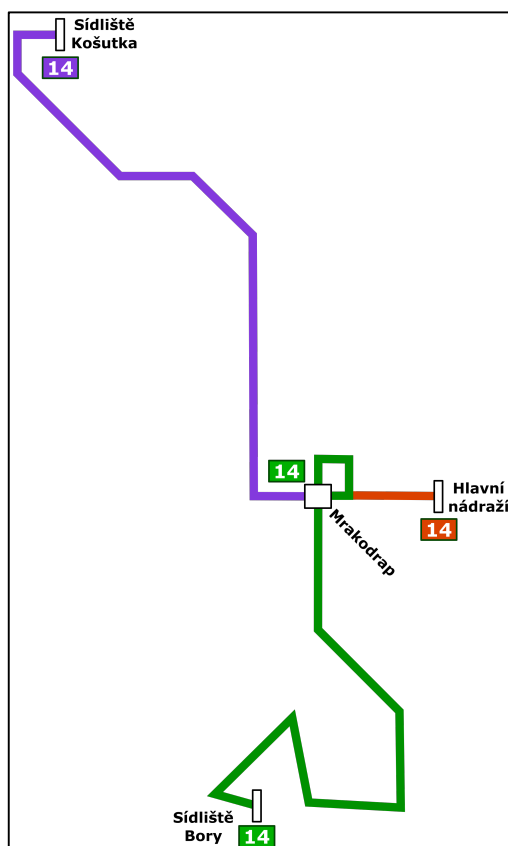 Sídliště
Košutka
14
14
Hlavní
nádraží
14
Mrakodrap
Sídliště
Bory
14